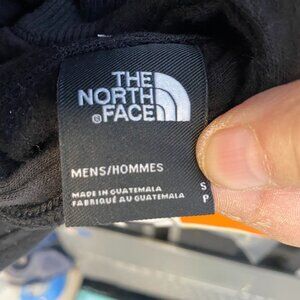 THE
NORTH
FACE
®
MENS/HOMMES
MADE IN GUATEMALA
FABRIQUÉ AU GUATEMALA
S
P